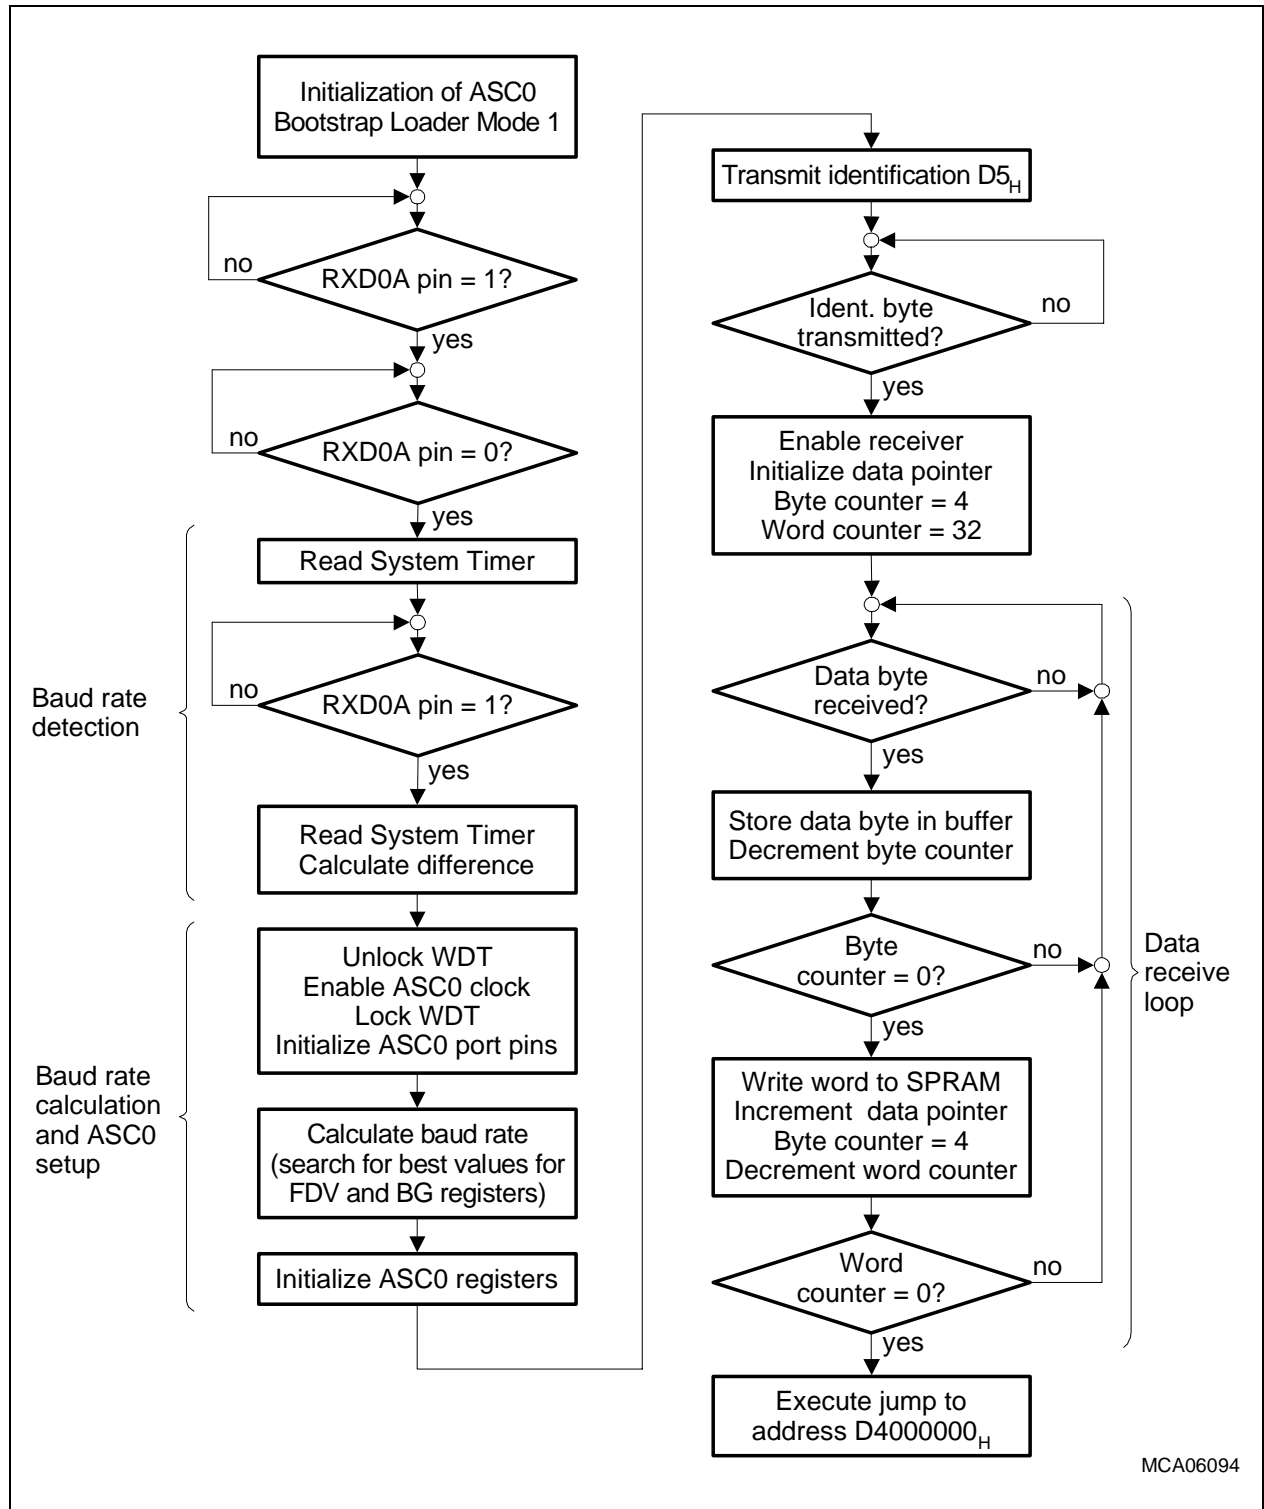 Initialization of ASC0
Bootstrap Loader Mode 1
RXD0A pin = 1?
no
yes
RXD0A pin = 0?
no
yes
Baud rate
detection
Read System Timer
RXD0A pin = 1?
no
yes
Read System Timer
Calculate difference
Baud rate
calculation
and ASC0
setup
Unlock WDT
Enable ASC0 clock
Lock WDT
Initialize ASC0 port pins
Calculate baud rate
(search for best values for
FDV and BG registers)
Initialize ASC0 registers
Transmit identification D5H
Ident. byte
transmitted?
no
yes
Enable receiver
Initialize data pointer
Byte counter = 4
Word counter = 32
Data byte
received?
no
yes
Store data byte in buffer
Decrement byte counter
Byte
counter = 0?
no
yes
Data
receive
loop
Write word to SPRAM
Increment data pointer
Byte counter = 4
Decrement word counter
Word
counter = 0?
no
yes
Execute jump to
address D4000000H
MCA06094